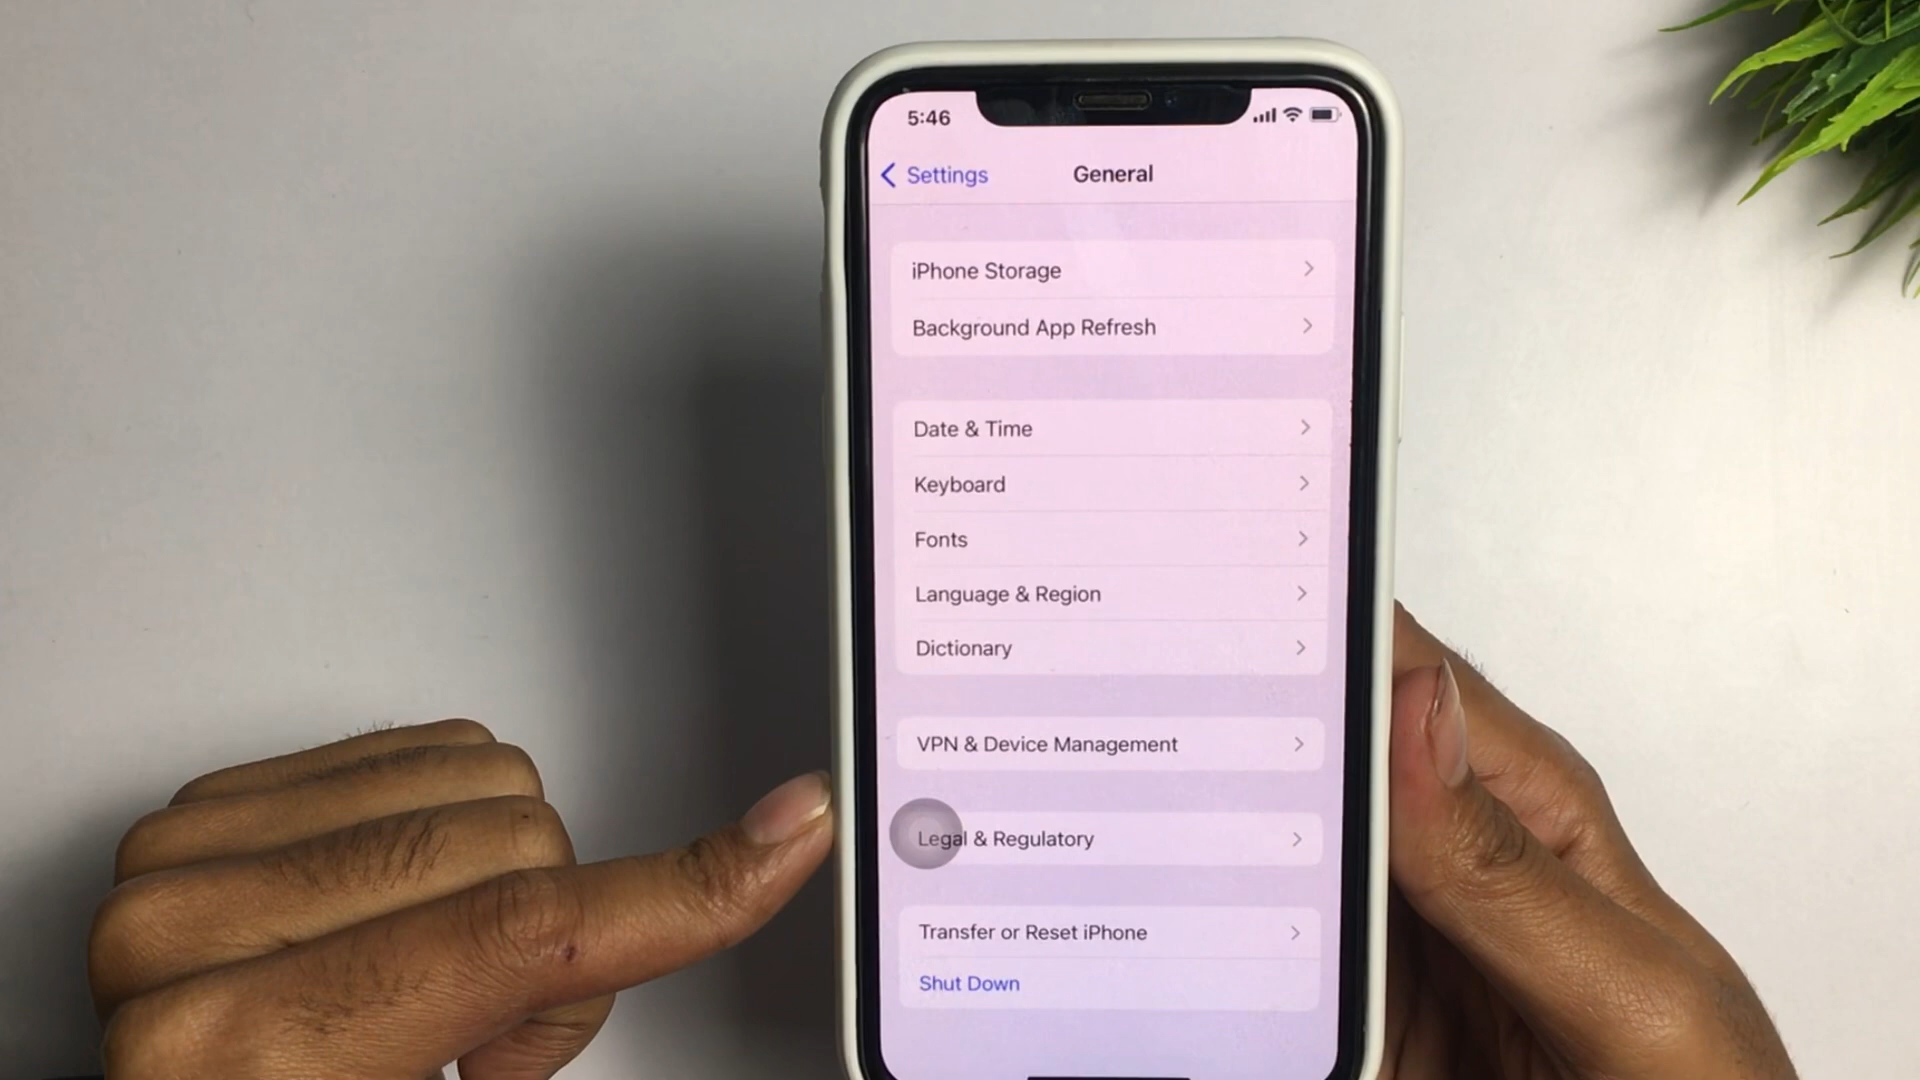 5:46
Settings
General
iPhone Storage
Background App Refresh
Date & Time
Keyboard
Fonts
Language & Region
Dictionary
VPN & Device Management
Legal & Regulatory
Transfer or Reset iPhone
Shut Down